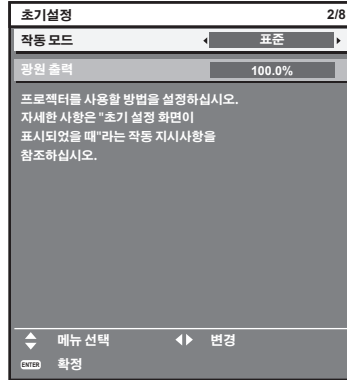 초기설정 2/8
작동 모드 표준
광원 출력 100.0%
프로젝터를 사용할 방법을 설정하십시오.
자세한 사항은 "초기 설정 화면이
표시되었을 때"라는 작동 지시사항을
참조하십시오.
메뉴 선택 변경
ENTER 확정